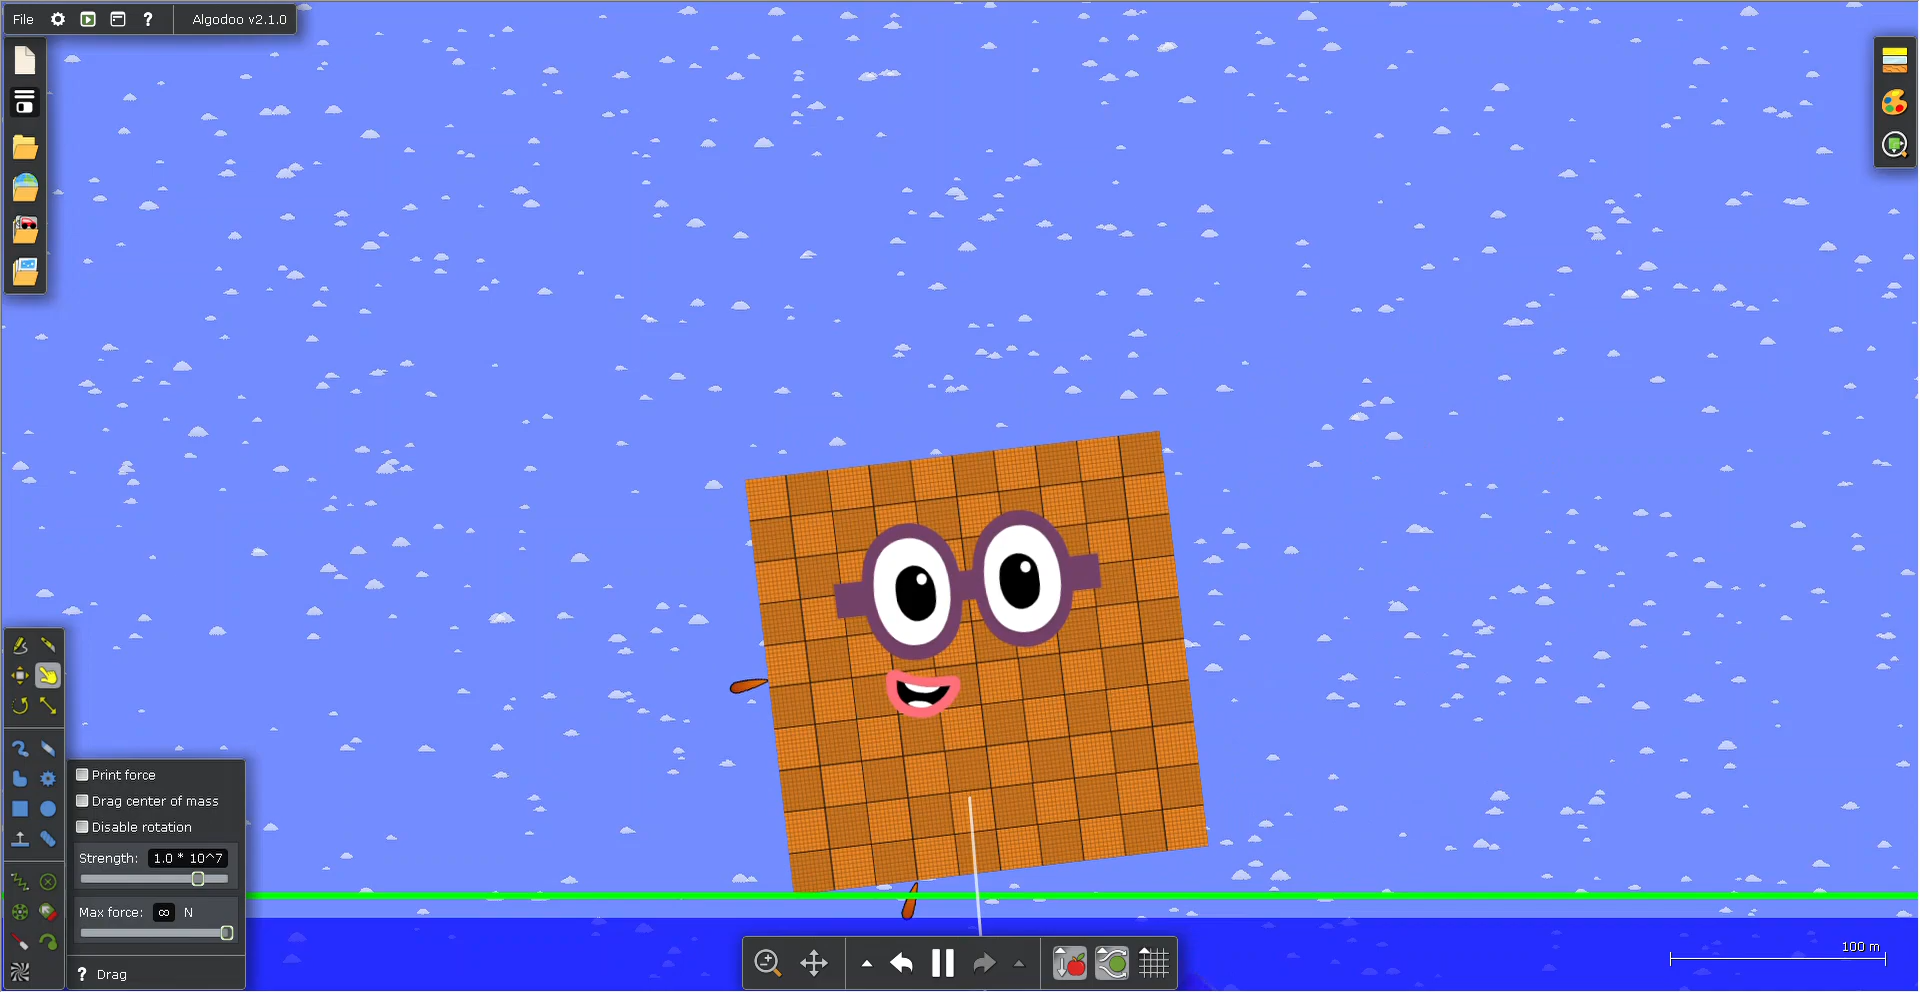 File ? Algodoo v2.1.0
Print force
Drag center of mass
Disable rotation
Strength: 1.0 * 10^7
Max force: ∞ N
? Drag
100 m